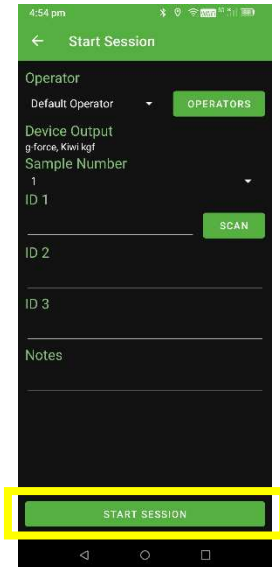 4:54 pm
Start Session
Operator
Default Operator
OPERATORS
Device Output
g-force, Kiwi kgf
Sample Number
1
ID 1
SCAN
ID 2
ID 3
Notes
START SESSION